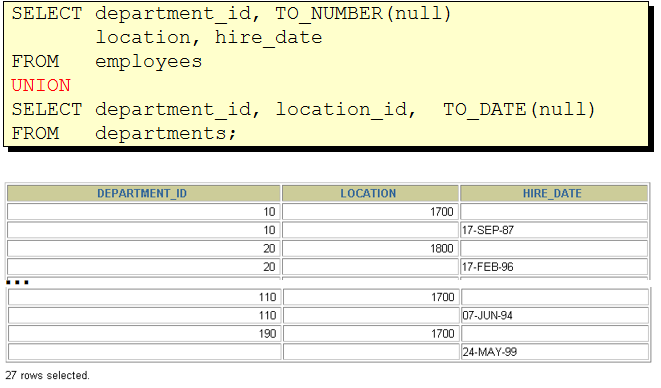 SELECT department_id, TO_NUMBER(null)
location, hire_date
FROM employees
UNION
SELECT department_id, location_id, TO_DATE(null)
FROM departments;
DEPARTMENT_ID LOCATION HIRE_DATE
10 1700
10 17-SEP-87
20 1800
20 17-FEB-96
...
110 1700
110 07-JUN-94
190 1700
24-MAY-99
27 rows selected.